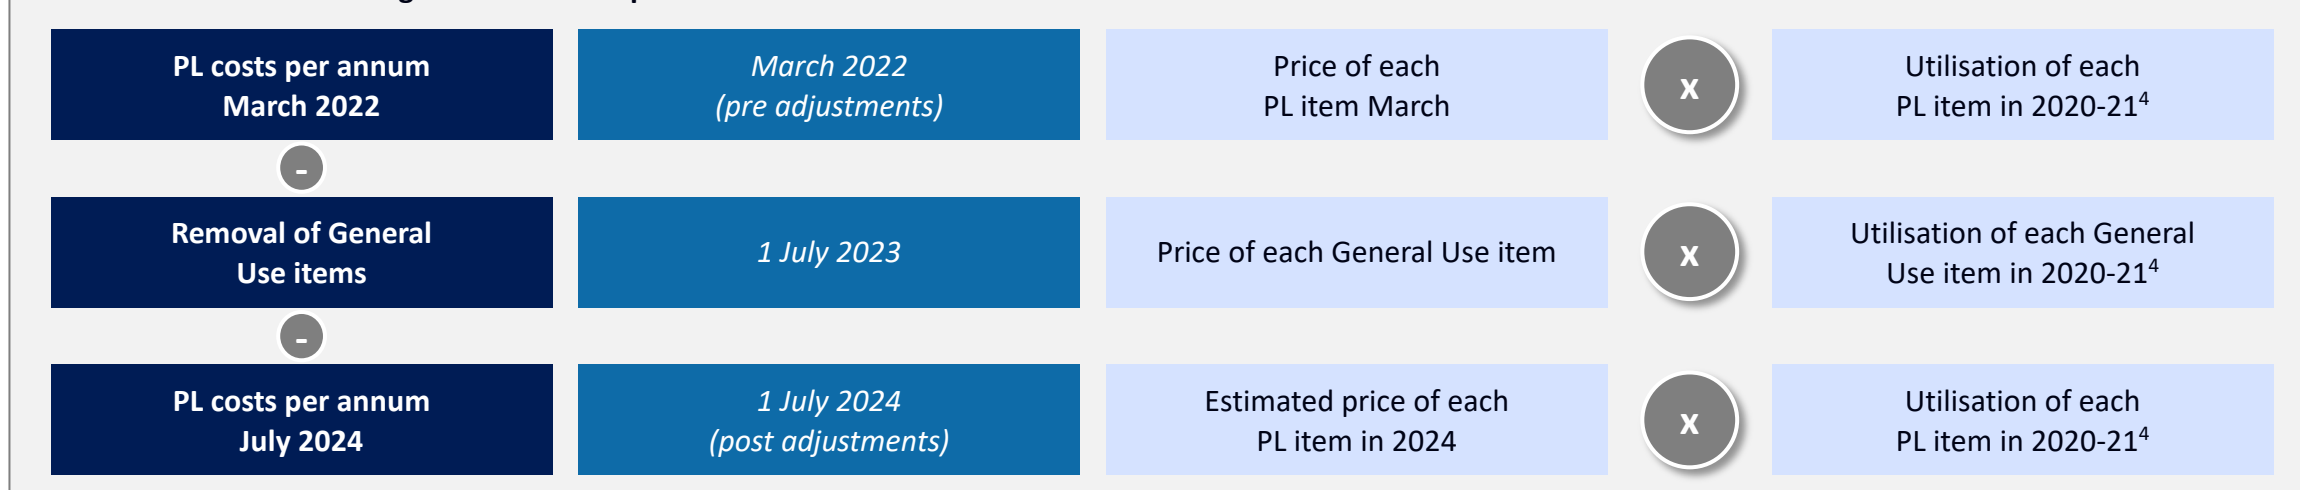 PL costs per annum
March 2022
March 2022
(pre adjustments)
Price of each
PL item March
x
Utilisation of each
PL item in 2020-21⁴
-
Removal of General
Use items
1 July 2023
Price of each General Use item
x
Utilisation of each General
Use item in 2020-21⁴
-
PL costs per annum
July 2024
1 July 2024
(post adjustments)
Estimated price of each
PL item in 2024
x
Utilisation of each
PL item in 2020-21⁴